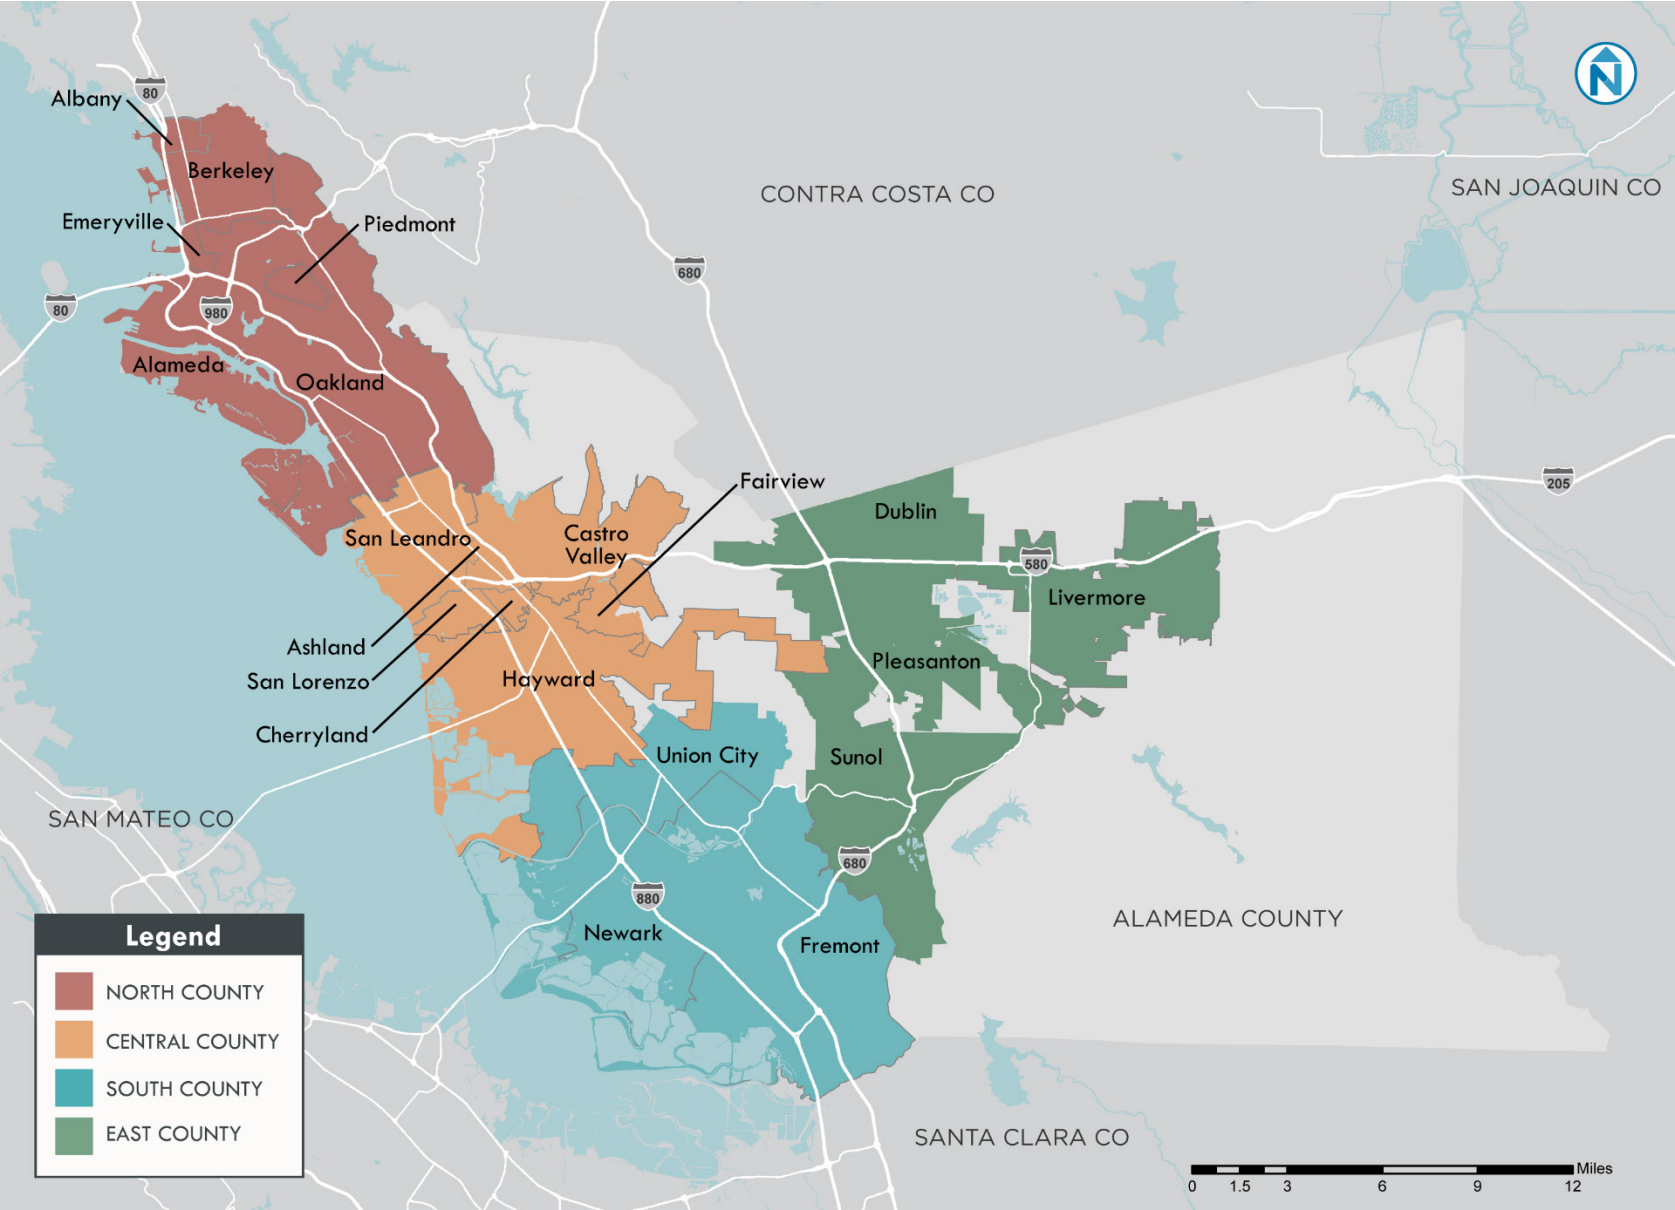 N
80
Albany
Berkeley
CONTRA COSTA CO
SAN JOAQUIN CO
Emeryville
Piedmont
680
80
980
Alameda
Oakland
Fairview
205
Dublin
San Leandro
Castro
Valley
580
Livermore
Ashland
Pleasanton
San Lorenzo
Hayward
Cherryland
Union City
Sunol
SAN MATEO CO
680
880
ALAMEDA COUNTY
Newark
Fremont
Legend
NORTH COUNTY
CENTRAL COUNTY
SOUTH COUNTY
EAST COUNTY
SANTA CLARA CO
Miles
0 1.5 3 6 9 12